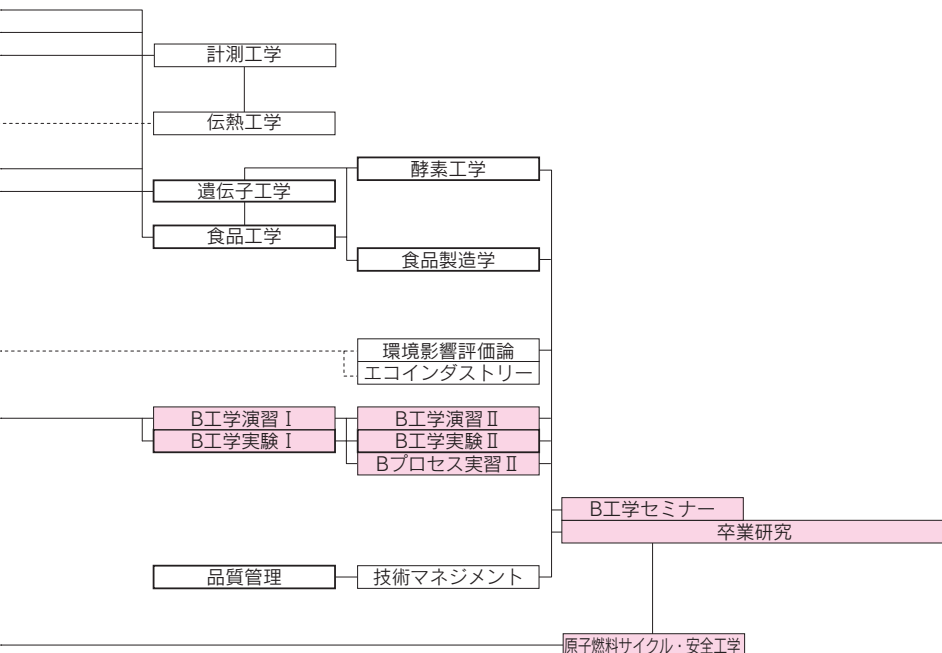 計測工学
伝熱工学
酵素工学
遺伝子工学
食品工学
食品製造学
環境影響評価論
エコインダストリー
B工学演習Ⅰ
B工学演習Ⅱ
B工学実験Ⅰ
B工学実験Ⅱ
Bプロセス実習Ⅱ
B工学セミナー
卒業研究
品質管理
技術マネジメント
原子燃料サイクル・安全工学